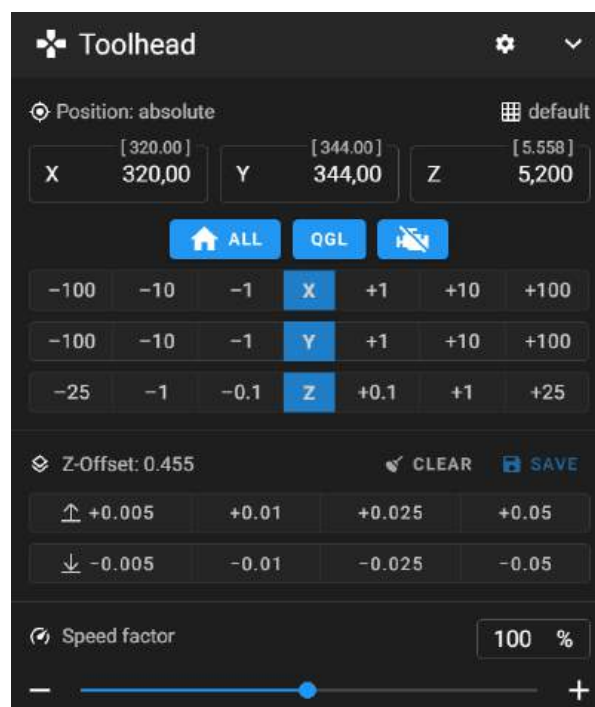 Toolhead
Position: absolute default
[320.00] [344.00] [5.558]
X 320,00 Y 344,00 Z 5,200
ALL QGL
−100 −10 −1 X +1 +10 +100
−100 −10 −1 Y +1 +10 +100
−25 −1 −0.1 Z +0.1 +1 +25
Z-Offset: 0.455 CLEAR SAVE
+0.005 +0.01 +0.025 +0.05
−0.005 −0.01 −0.025 −0.05
Speed factor 100 %
− +